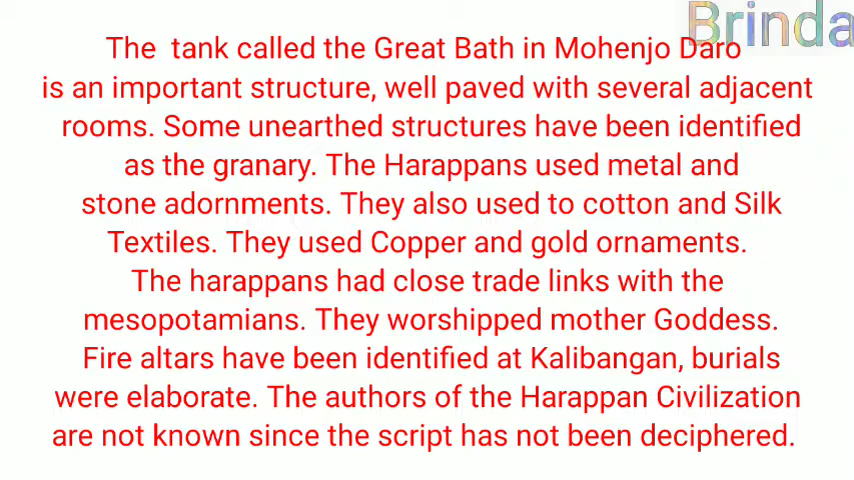 Brinda
The tank called the Great Bath in Mohenjo Daro
is an important structure, well paved with several adjacent
rooms. Some unearthed structures have been identified
as the granary. The Harappans used metal and
stone adornments. They also used to cotton and Silk
Textiles. They used Copper and gold ornaments.
The harappans had close trade links with the
mesopotamians. They worshipped mother Goddess.
Fire altars have been identified at Kalibangan, burials
were elaborate. The authors of the Harappan Civilization
are not known since the script has not been deciphered.